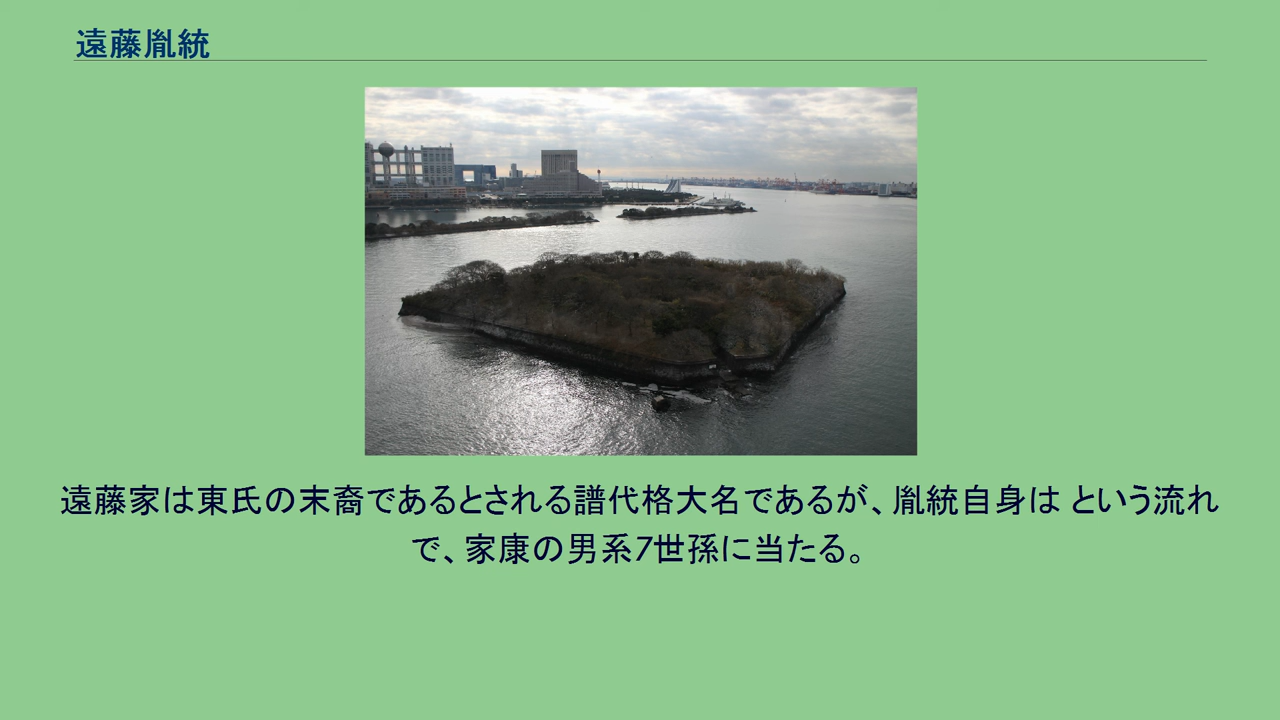 遠藤胤統
遠藤家は東氏の末裔であるとされる譜代格大名であるが、胤統自身は という流れ
で、家康の男系7世孫に当たる。